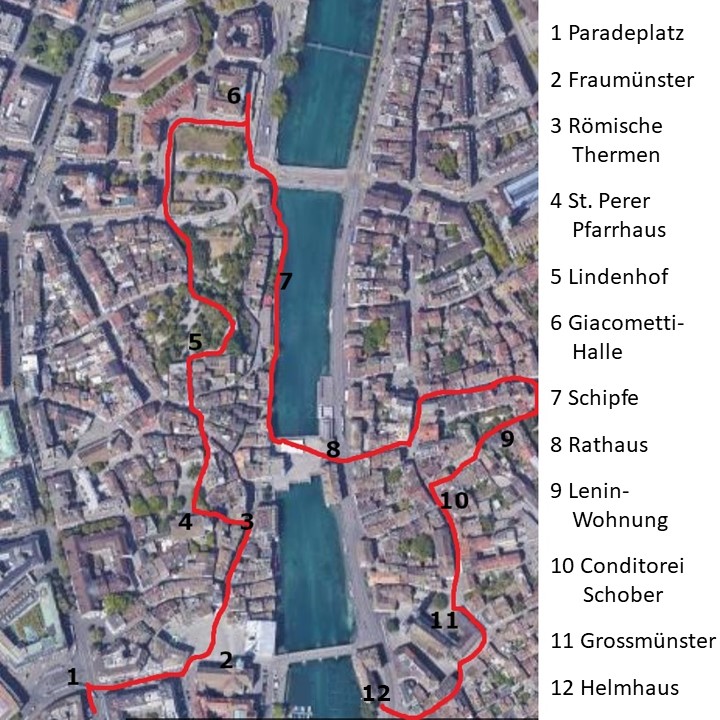 1 Paradeplatz
2 Fraumünster
3 Römische
Thermen
4 St. Perer
Pfarrhaus
5 Lindenhof
6 Giacometti-
Halle
7 Schipfe
8 Rathaus
9 Lenin-
Wohnung
10 Conditorei
Schober
11 Grossmünster
12 Helmhaus
6
7
5
9
8
10
4
3
11
2
1
12